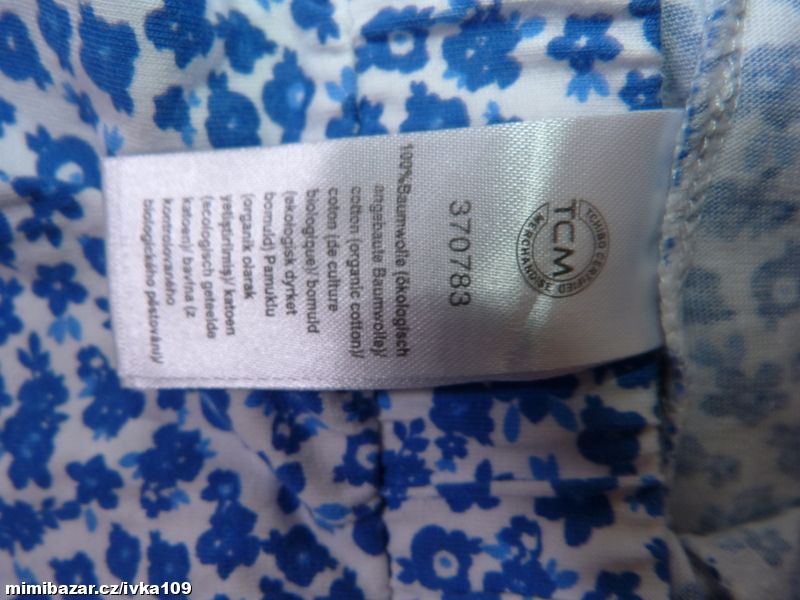 TCHIBO CERTIFIED
TCM
MERCHANDISE
370783
100%Baumwolle (ökologisch
angebaute Baumwolle)/
cotton (organic cotton)/
coton (de culture
biologique)/ bomuld
(økologisk dyrket
bomuld) Pamuklu
(organik olarak
yetiştirilmiş)/ katoen
(ecologisch geteelde
katoen)/ bavlna (z
kontrolovaného
biologického pěstování)/
mimibazar.cz/ivka109